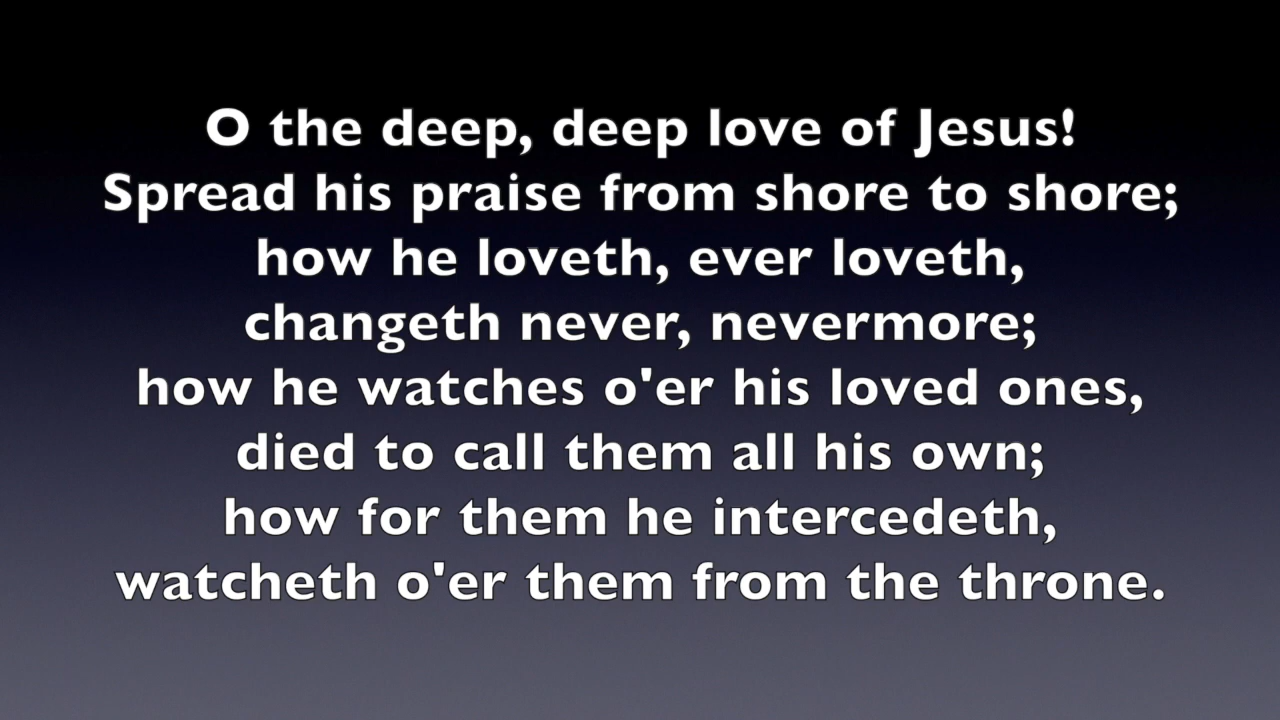 O the deep, deep love of Jesus!
Spread his praise from shore to shore;
how he loveth, ever loveth,
changeth never, nevermore;
how he watches o'er his loved ones,
died to call them all his own;
how for them he intercedeth,
watcheth o'er them from the throne.